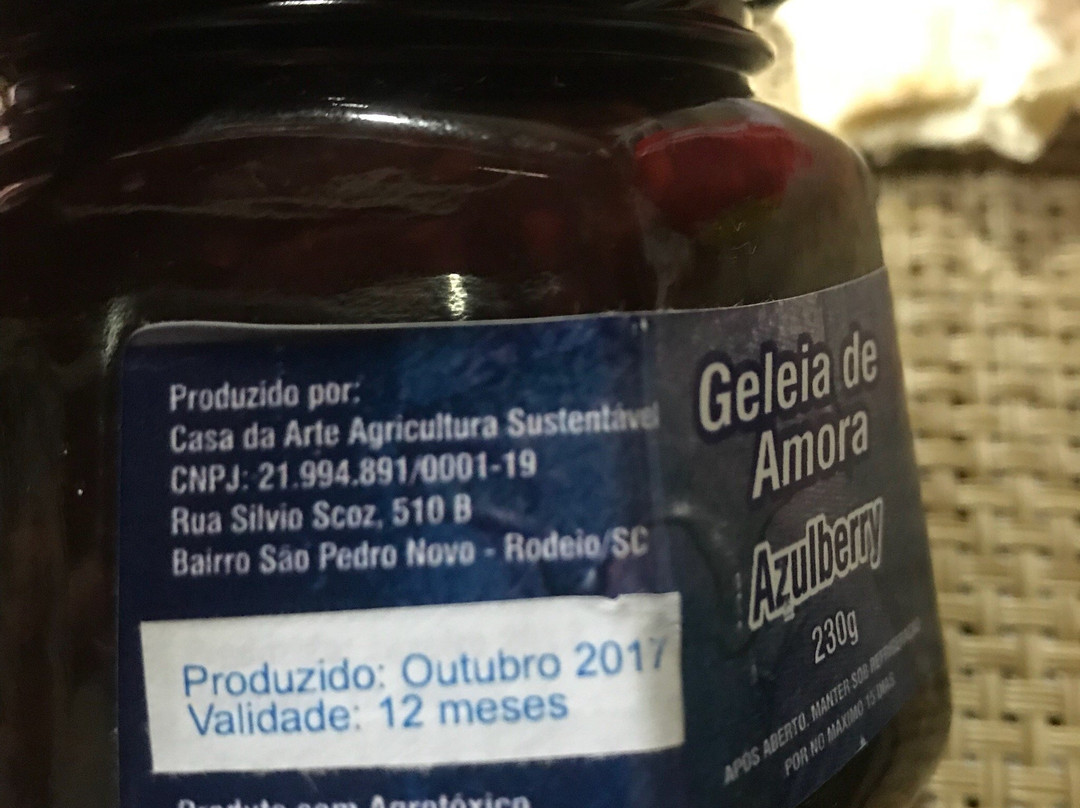 Produzido por:
Casa da Arte Agricultura Sustentável
CNPJ: 21.994.891/0001-19
Rua Silvio Scoz, 510 B
Bairro São Pedro Novo - Rodeio/SC
Produzido: Outubro 2017
Validade: 12 meses
Geleia de
Amora
Azulberry
230g
APÓS ABERTO, MANTER SOB REFRIGERAÇÃO
POR NO MAXIMO 15 DIAS.